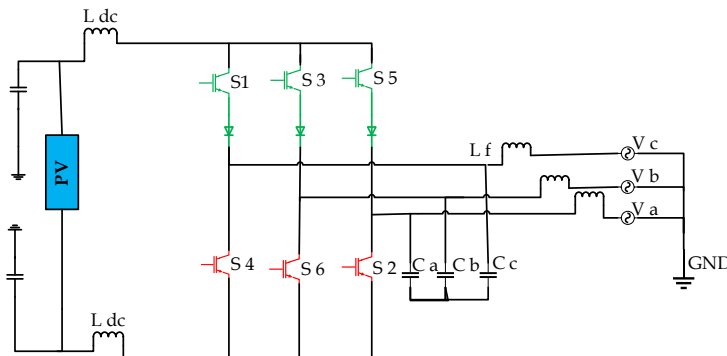 L dc
S1
S 3
S 5
PV
L f
V c
V b
V a
S 4
S 6
S 2
C a
C b
C c
GND
L dc